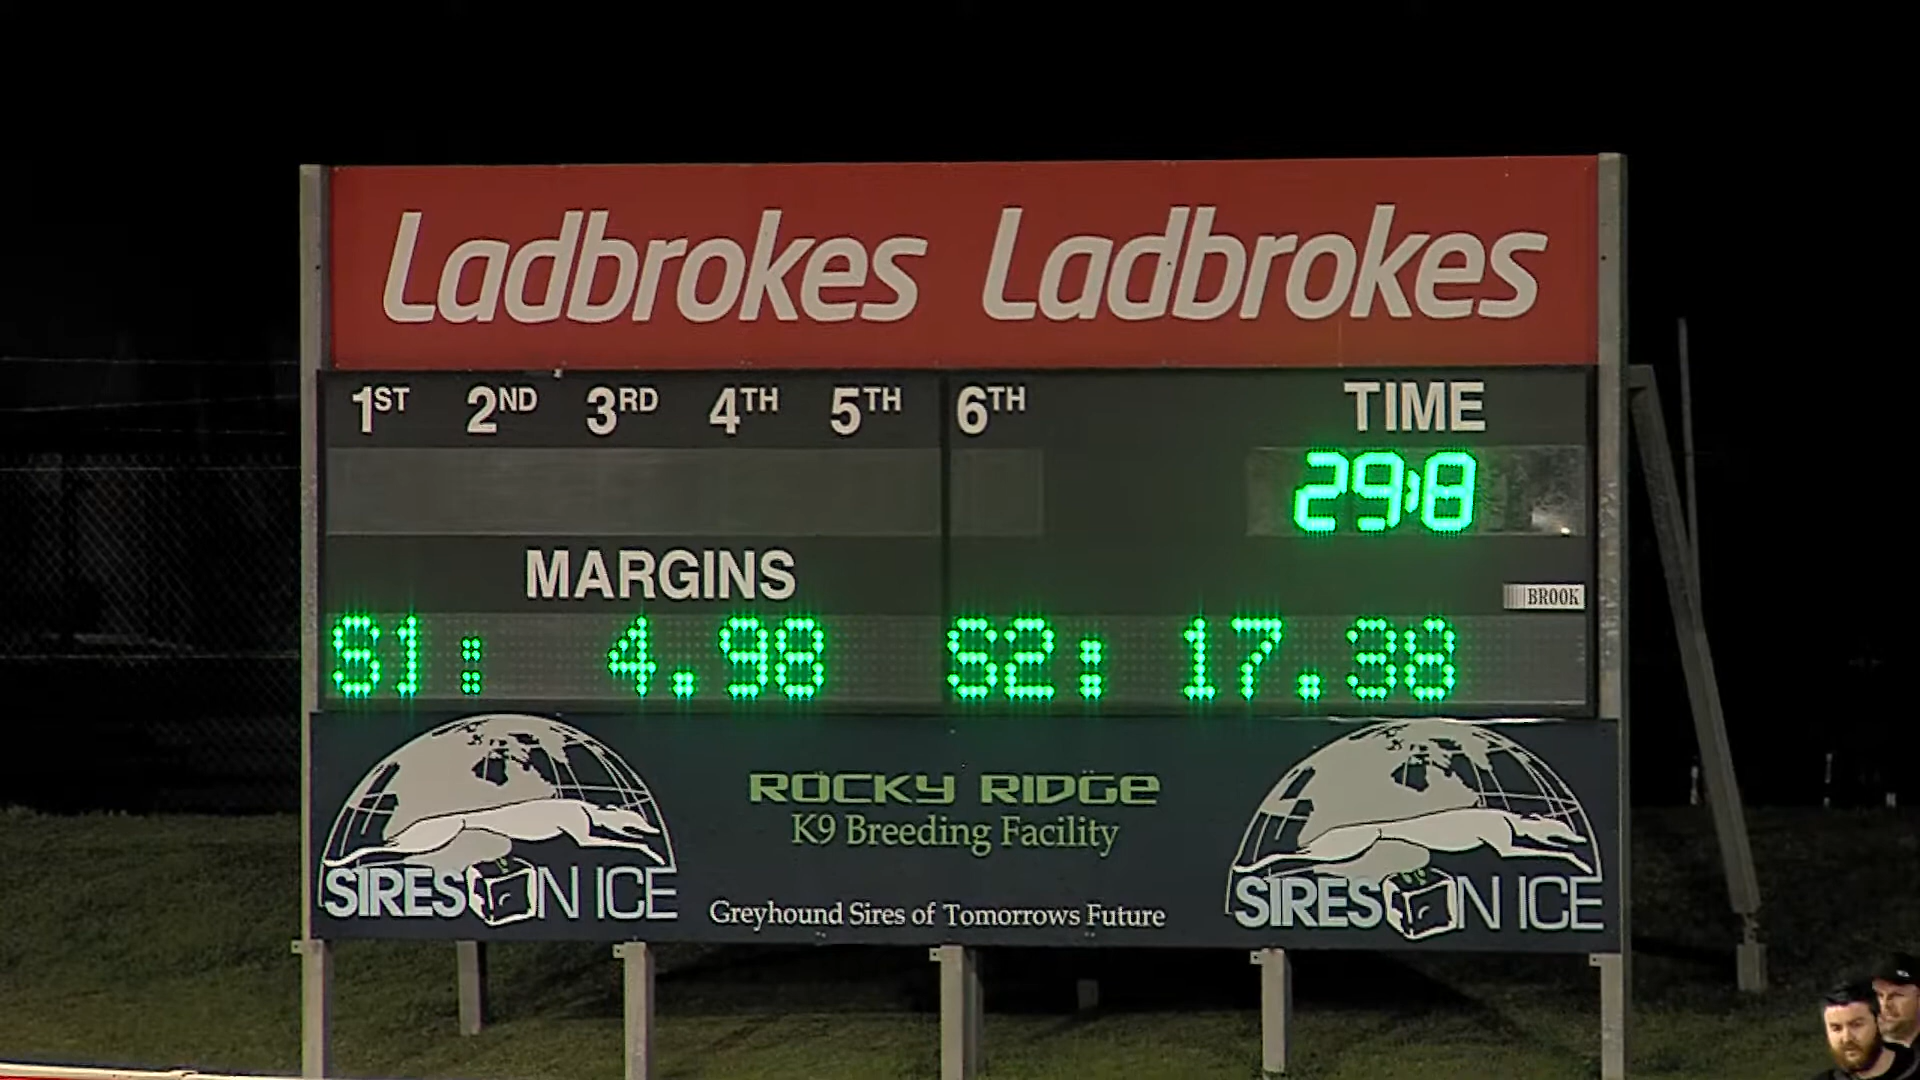 Ladbrokes Ladbrokes
1ST 2ND 3RD 4TH 5TH 6TH TIME
29:8
MARGINS
BROOK
S1: 4.98 S2: 17.38
ROCKY RIDGE
K9 Breeding Facility
SIRES ON ICE
Greyhound Sires of Tomorrows Future
SIRES ON ICE